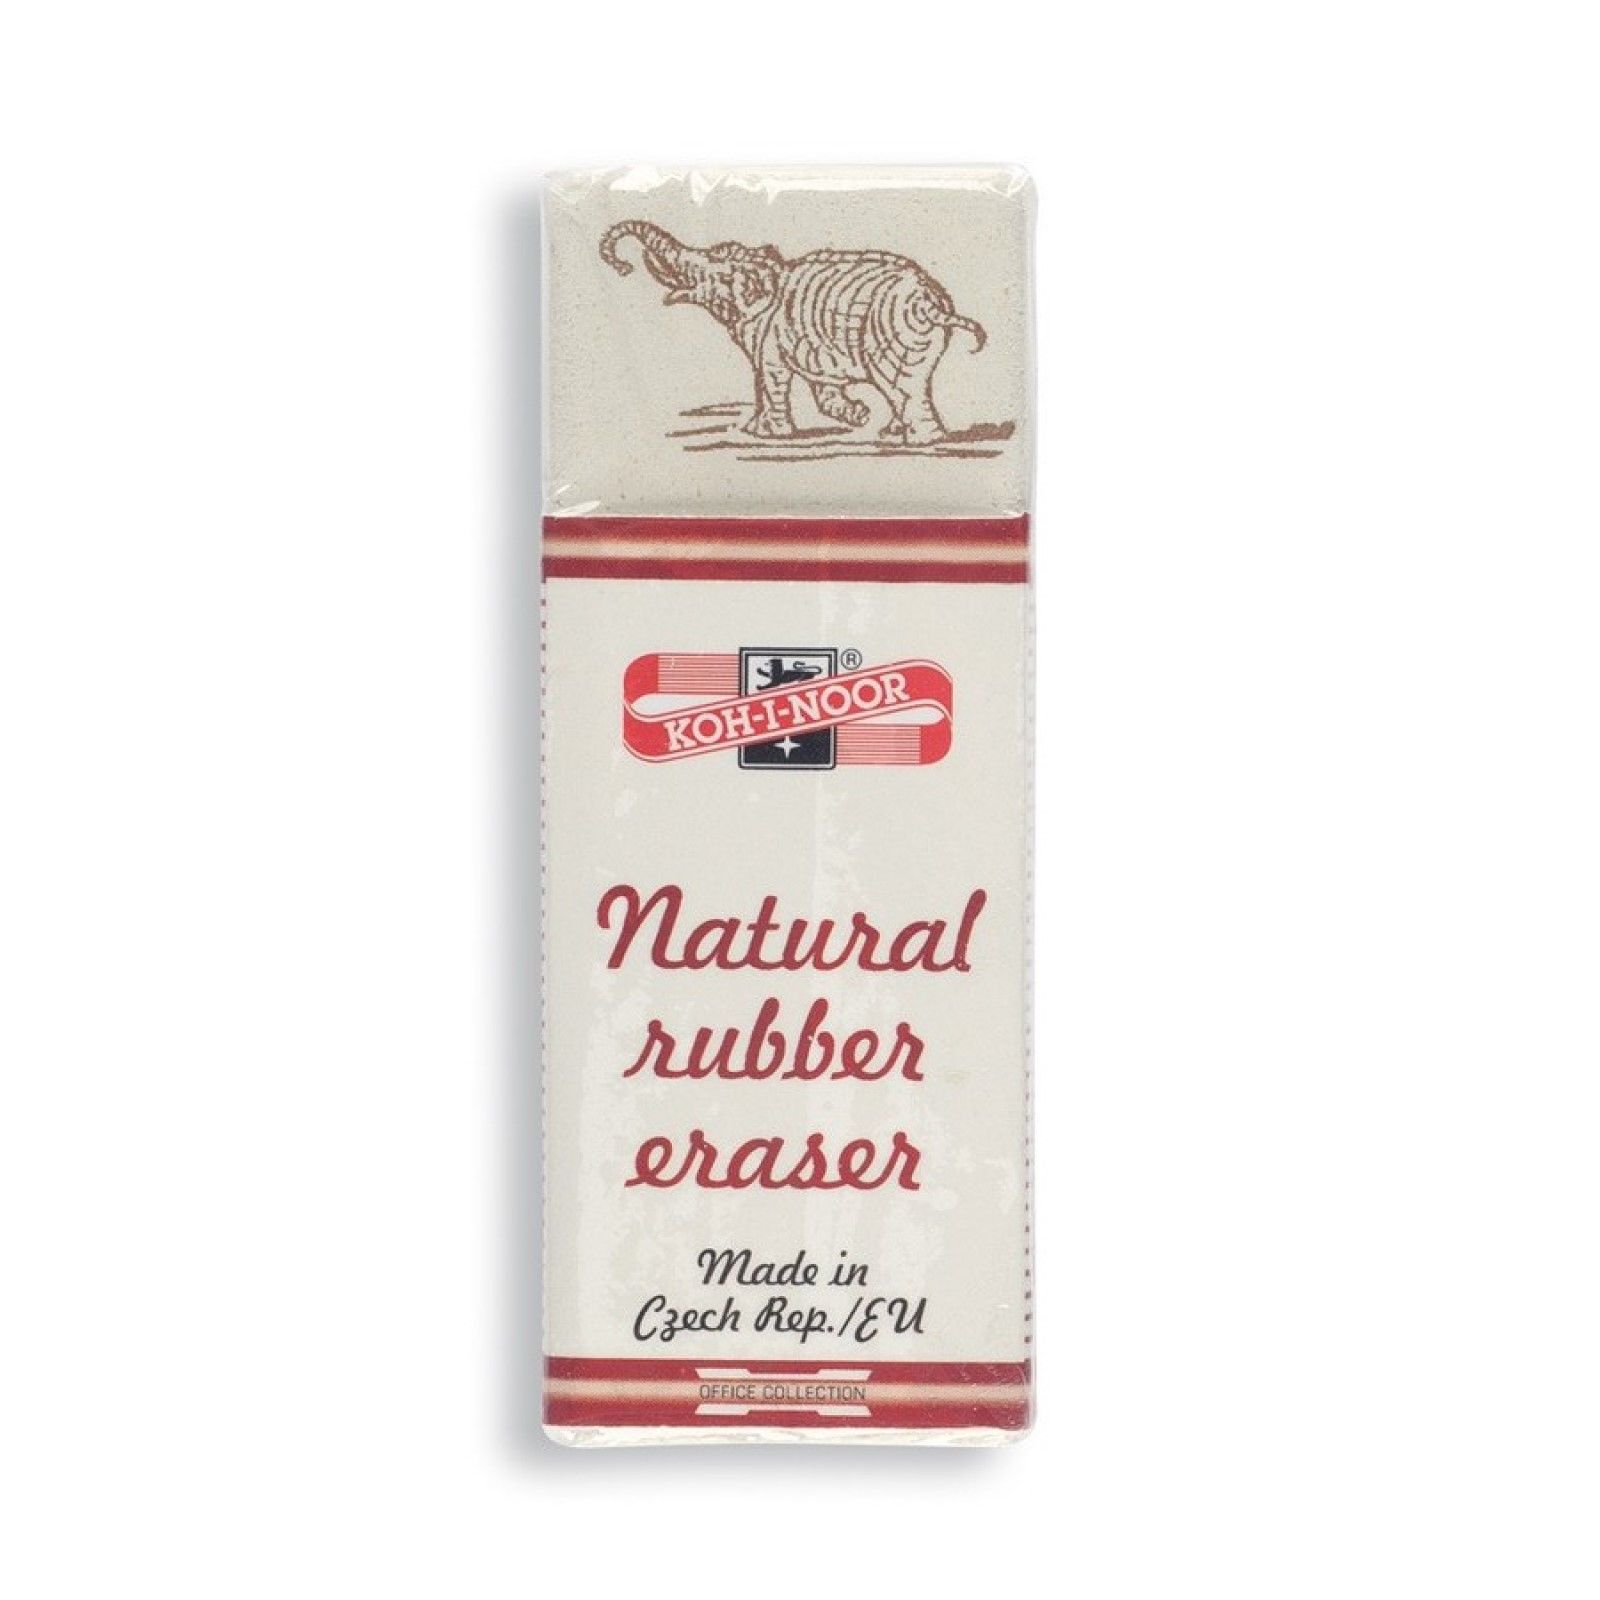 ®
KOH-I-NOOR
Natural
rubber
eraser
Made in
Czech Rep./EU
OFFICE COLLECTION